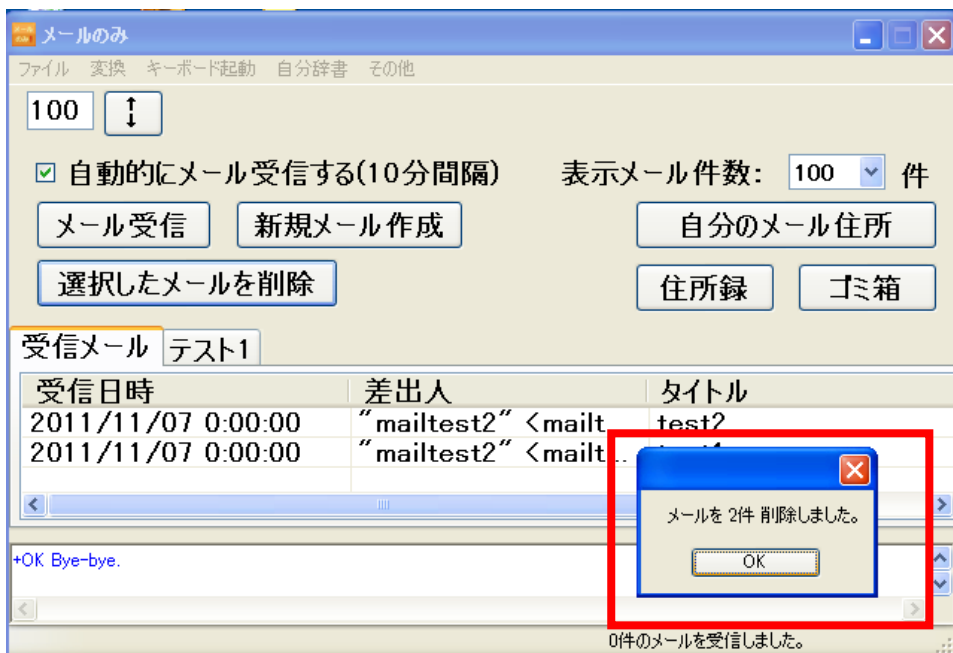 メールのみ
ファイル 変換 キーボード起動 自分辞書 その他
100
自動的にメール受信する(10分間隔) 表示メール件数: 100 件
メール受信 新規メール作成 自分のメール住所
選択したメールを削除 住所録 ゴミ箱
受信メール テスト1
受信日時 差出人 タイトル
2011/11/07 0:00:00 "mailtest2" <mailt... test2
2011/11/07 0:00:00 "mailtest2" <mailt...
メールを 2件 削除しました。
OK
+OK Bye-bye.
0件のメールを受信しました。